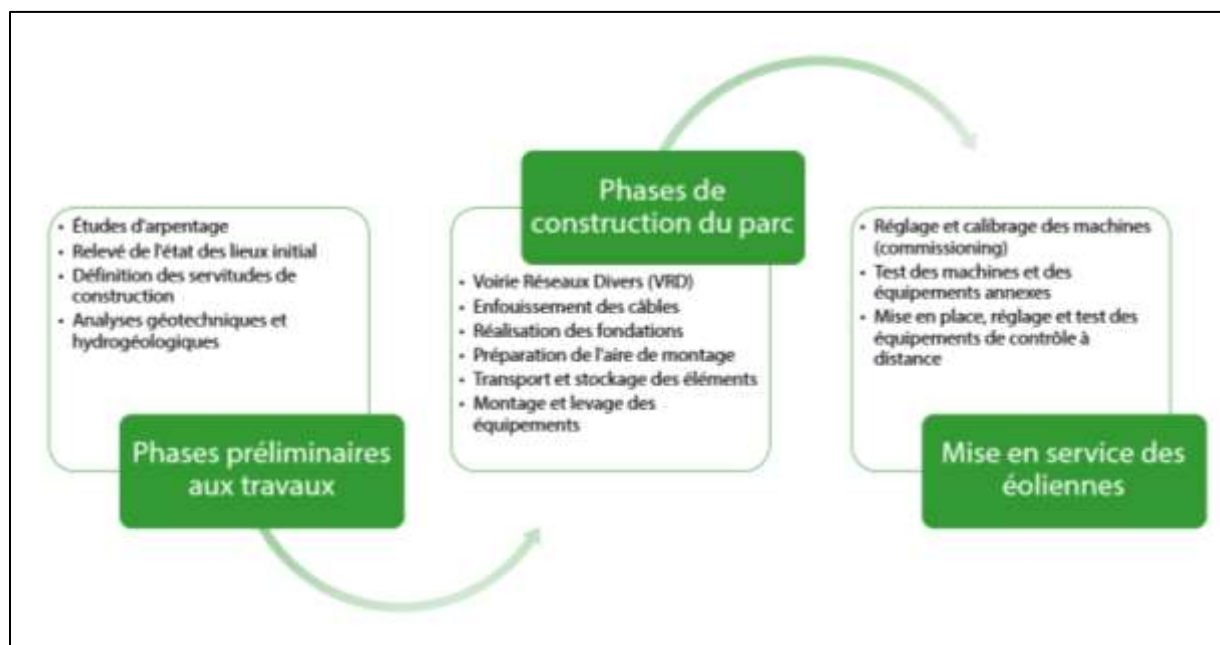 • Études d'arpentage
• Relevé de l'état des lieux initial
• Définition des servitudes de
construction
• Analyses géotechniques et
hydrogéologiques
Phases préliminaires
aux travaux
Phases de
construction du parc
• Voirie Réseaux Divers (VRD)
• Enfouissement des câbles
• Réalisation des fondations
• Préparation de l'aire de montage
• Transport et stockage des éléments
• Montage et levage des
équipements
• Réglage et calibrage des machines
(commissioning)
• Test des machines et des
équipements annexes
• Mise en place, réglage et test des
équipements de contrôle à
distance
Mise en service des
éoliennes